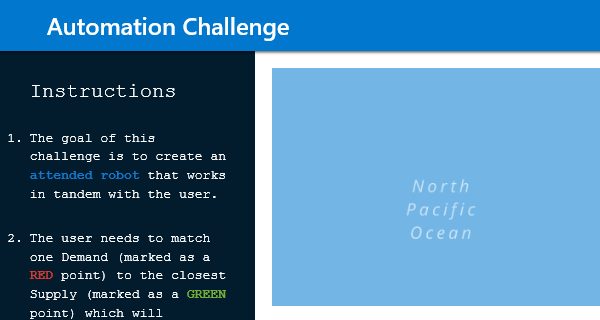 Automation Challenge
Instructions
1. The goal of this
challenge is to create an
attended robot that works
in tandem with the user.
2. The user needs to match
one Demand (marked as a
RED point) to the closest
Supply (marked as a GREEN
point) which will
North
Pacific
Ocean